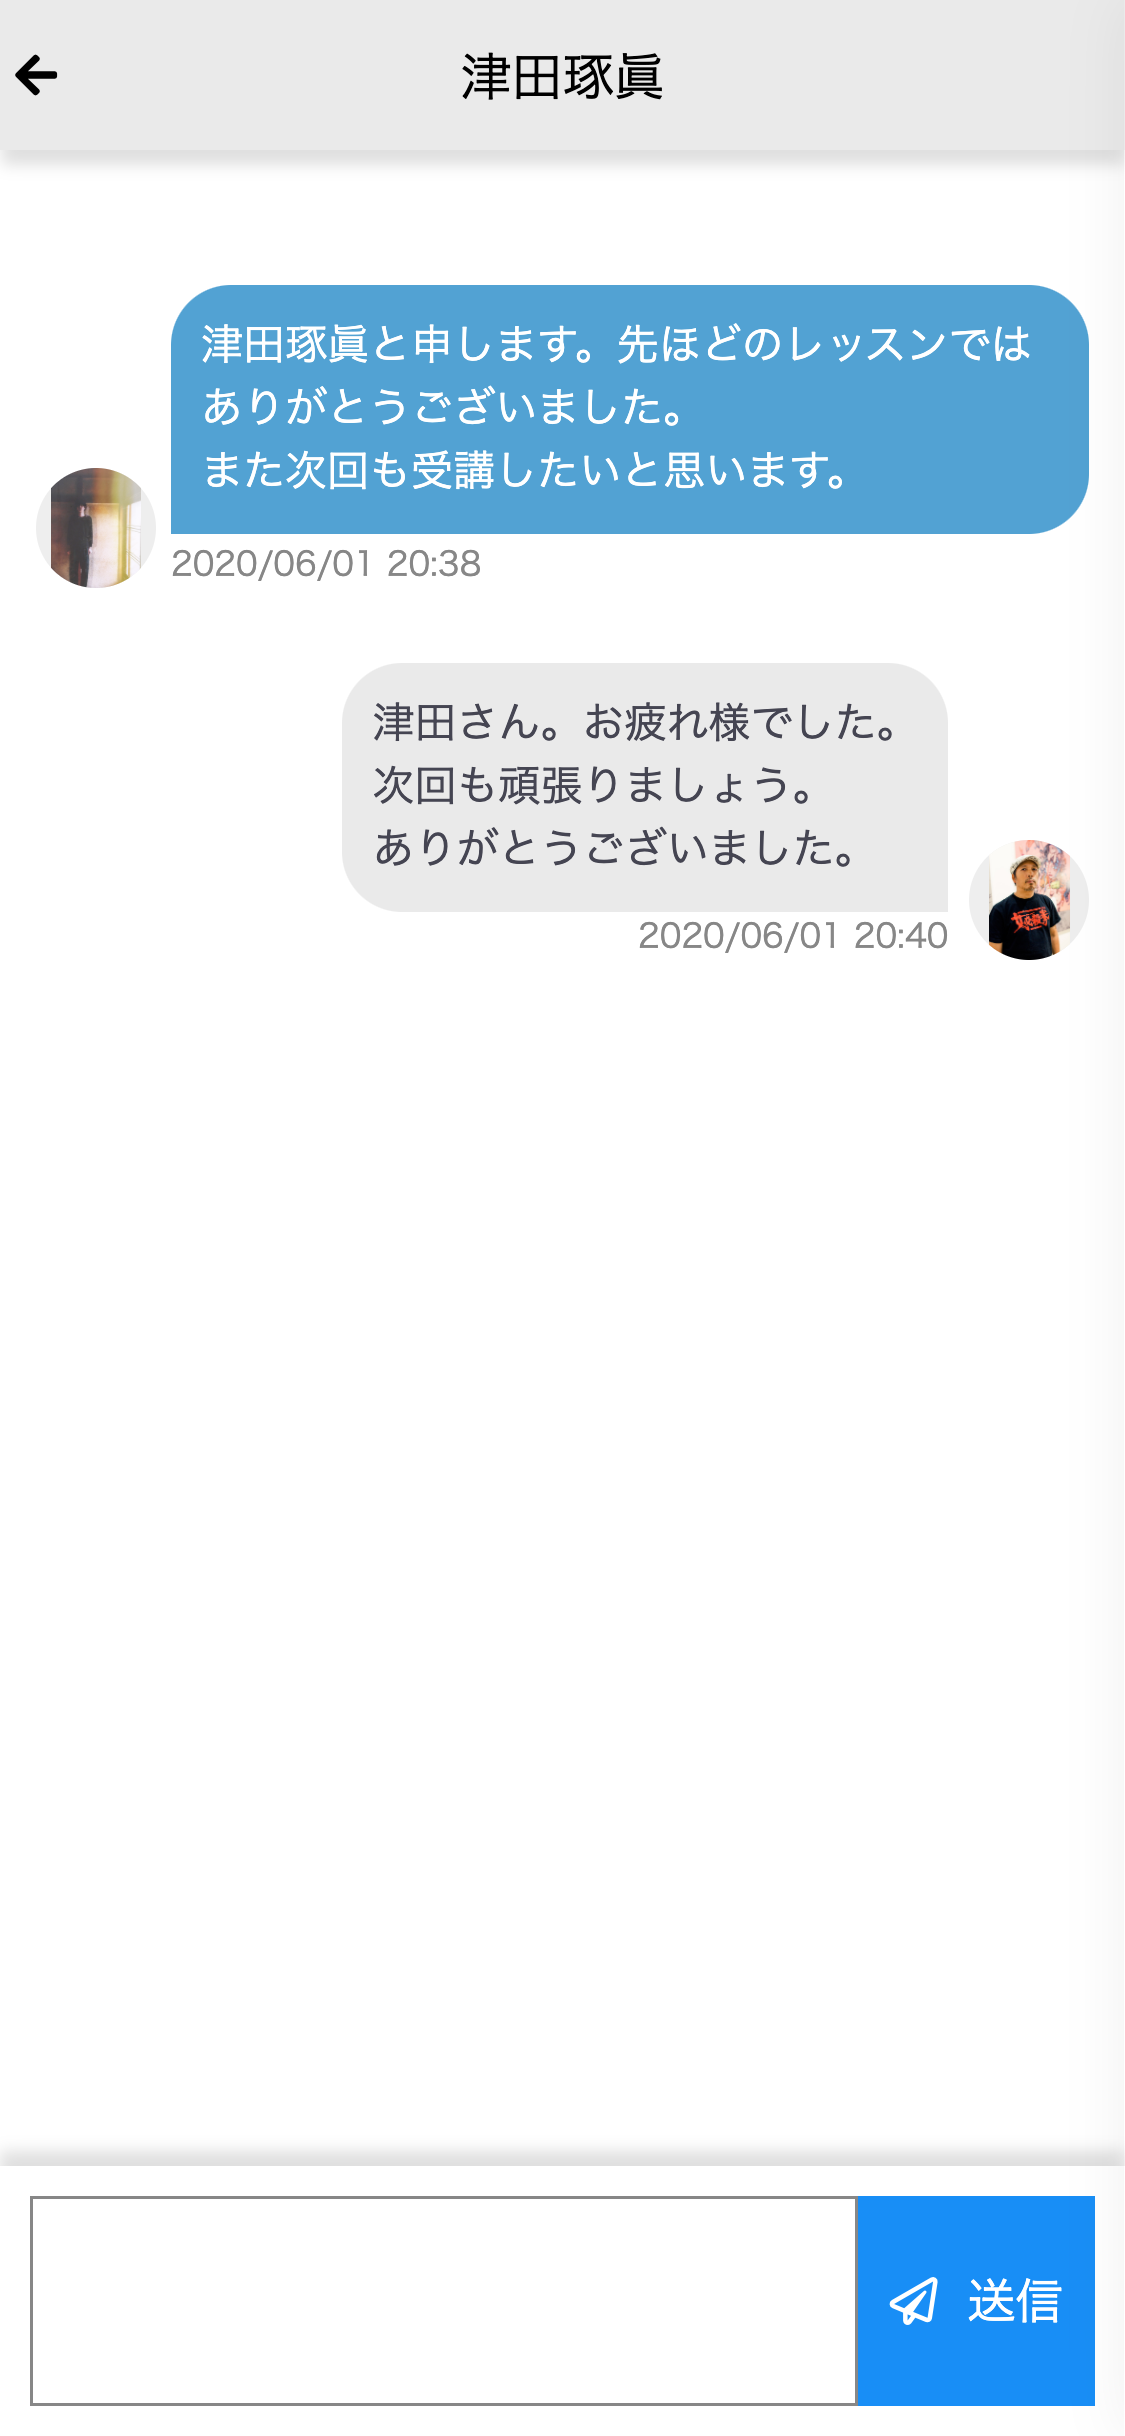 津田琢眞
津田琢眞と申します。先ほどのレッスンでは
ありがとうございました。
また次回も受講したいと思います。
2020/06/01 20:38
津田さん。お疲れ様でした。
次回も頑張りましょう。
ありがとうございました。
2020/06/01 20:40
送信